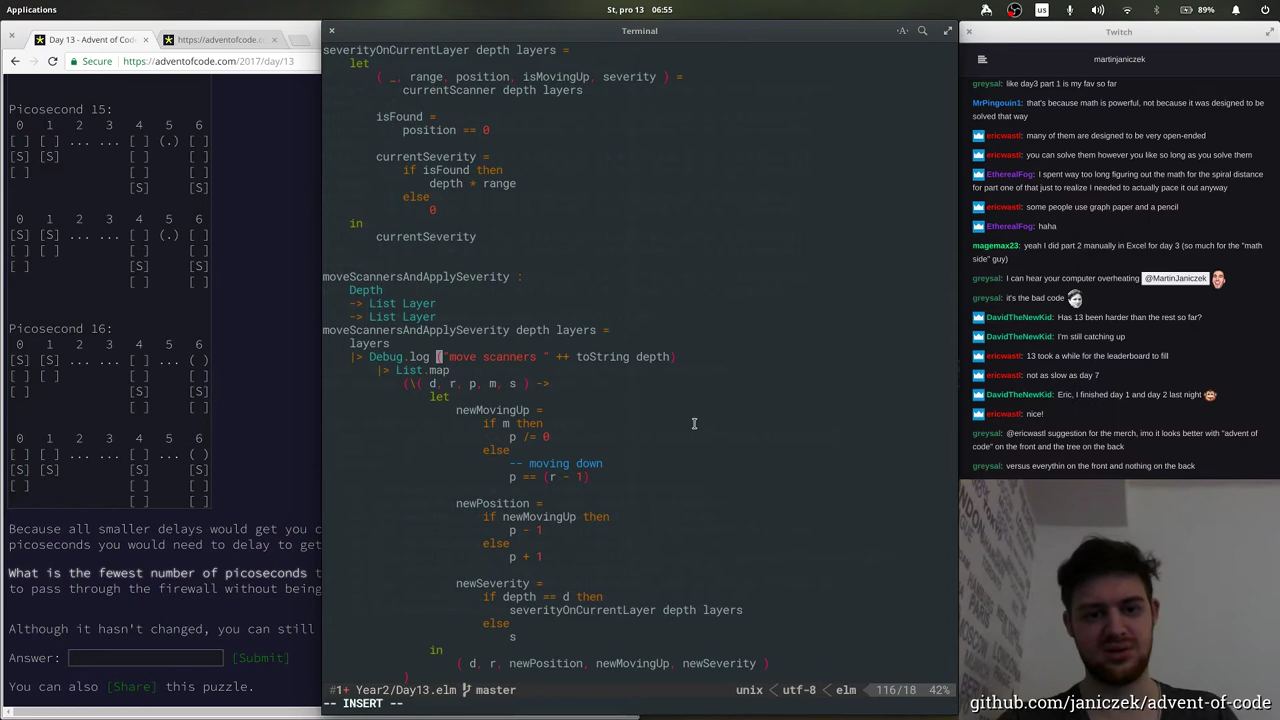 Applications
St, pro 13   06:55
us
89%
Day 13 - Advent of Cod
https://adventofcode.co
Secure
https://adventofcode.com/2017/day/13
Picosecond 15:
 0   1   2   3   4   5   6
[ ] [ ] ... ... [ ] (.) [ ]
[S] [S]         [ ]     [ ]
[ ]             [S]     [S]
                [ ]     [ ]
 0   1   2   3   4   5   6
[S] [S] ... ... [ ] (.) [ ]
[ ] [ ]         [ ]     [ ]
[ ]             [S]     [S]
                [ ]     [ ]
Picosecond 16:
 0   1   2   3   4   5   6
[S] [S] ... ... [ ] ... ( )
[ ] [ ]         [ ]     [ ]
[ ]             [S]     [S]
                [ ]     [ ]
 0   1   2   3   4   5   6
[ ] [ ] ... ... [ ] ... ( )
[S] [S]         [S]     [S]
[ ]             [ ]     [ ]
                [ ]     [ ]
Because all smaller delays would get you c
picoseconds you would need to delay to get
What is the fewest number of picoseconds t
to pass through the firewall without being
Although it hasn't changed, you can still
Answer:
[Submit]
You can also [Share] this puzzle.
Terminal
severityOnCurrentLayer depth layers =
    let
        ( _, range, position, isMovingUp, severity ) =
            currentScanner depth layers
        isFound =
            position == 0
        currentSeverity =
            if isFound then
                depth * range
            else
                0
    in
        currentSeverity
moveScannersAndApplySeverity :
    Depth
    -> List Layer
    -> List Layer
moveScannersAndApplySeverity depth layers =
    layers
    |> Debug.log ("move scanners " ++ toString depth)
        |> List.map
            (\( d, r, p, m, s ) ->
                let
                    newMovingUp =
                        if m then
                            p /= 0
                        else
                            -- moving down
                            p == (r - 1)
                    newPosition =
                        if newMovingUp then
                            p - 1
                        else
                            p + 1
                    newSeverity =
                        if depth == d then
                            severityOnCurrentLayer depth layers
                        else
                            s
                in
                    ( d, r, newPosition, newMovingUp, newSeverity )
            )
#1+ Year2/Day13.elm master
unix
utf-8
elm
116/18
42%
-- INSERT --
Twitch
martinjaniczek
greysal: like day3 part 1 is my fav so far
MrPingouin1: that's because math is powerful, not because it was designed to be
solved that way
ericwastl: many of them are designed to be very open-ended
ericwastl: you can solve them however you like so long as you solve them
EtherealFog: I spent way too long figuring out the math for the spiral distance
for part one of that just to realize I needed to actually pace it out anyway
ericwastl: some people use graph paper and a pencil
EtherealFog: haha
magemax23: yeah I did part 2 manually in Excel for day 3 (so much for the "math
side" guy)
greysal: I can hear your computer overheating @MartinJaniczek
greysal: it's the bad code
DavidTheNewKid: Has 13 been harder than the rest so far?
DavidTheNewKid: I'm still catching up
ericwastl: 13 took a while for the leaderboard to fill
ericwastl: not as slow as day 7
DavidTheNewKid: Eric, I finished day 1 and day 2 last night
ericwastl: nice!
greysal: @ericwastl suggestion for the merch, imo it looks better with "advent of
code" on the front and the tree on the back
greysal: versus everythin on the front and nothing on the back
github.com/janiczek/advent-of-code